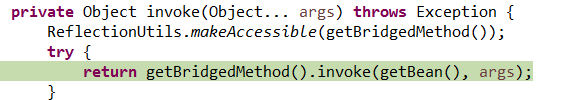 private Object invoke(Object... args) throws Exception {
ReflectionUtils.makeAccessible(getBridgedMethod());
try {
return getBridgedMethod().invoke(getBean(), args);
}